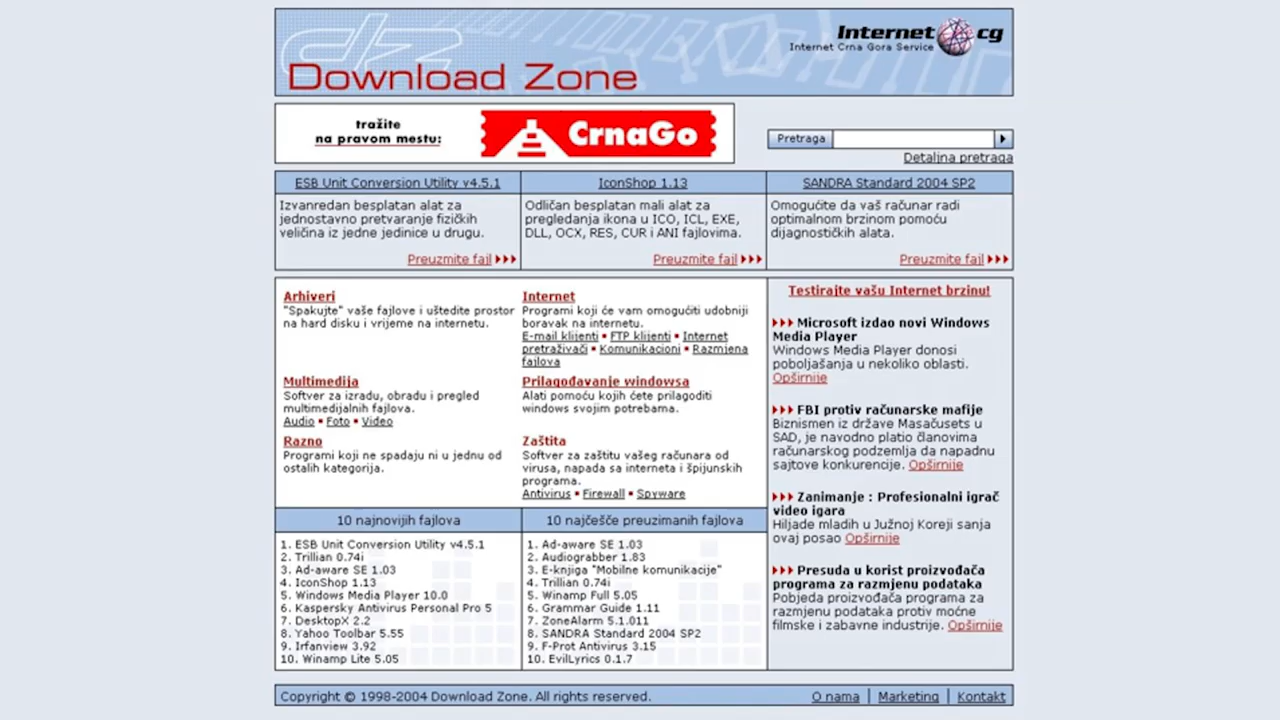 dz
Internet cg
Internet Crna Gora Service
Download Zone
tražite
na pravom mestu:
CrnaGo
Pretraga
Detaljna pretraga
ESB Unit Conversion Utility v4.5.1
Izvanredan besplatan alat za
jednostavno pretvaranje fizičkih
veličina iz jedne jedinice u drugu.
Preuzmite fajl
IconShop 1.13
Odličan besplatan mali alat za
pregledanja ikona u ICO, ICL, EXE,
DLL, OCX, RES, CUR i ANI fajlovima.
Preuzmite fajl
SANDRA Standard 2004 SP2
Omogućite da vaš računar radi
optimalnom brzinom pomoću
dijagnostičkih alata.
Preuzmite fajl
Arhiveri
"Spakujte" vaše fajlove i uštedite prostor
na hard disku i vrijeme na internetu.
Internet
Programi koji će vam omogućiti udobniji
boravak na internetu.
E-mail klijenti ▪ FTP klijenti ▪ Internet
pretraživači ▪ Komunikacioni ▪ Razmjena
fajlova
Multimedija
Softver za izradu, obradu i pregled
multimedijalnih fajlova.
Audio ▪ Foto ▪ Video
Prilagođavanje windowsa
Alati pomoću kojih ćete prilagoditi
windows svojim potrebama.
Razno
Programi koji ne spadaju ni u jednu od
ostalih kategorija.
Zaštita
Softver za zaštitu vašeg računara od
virusa, napada sa interneta i špijunskih
programa.
Antivirus ▪ Firewall ▪ Spyware
10 najnovijih fajlova
1. ESB Unit Conversion Utility v4.5.1
2. Trillian 0.74i
3. Ad-aware SE 1.03
4. IconShop 1.13
5. Windows Media Player 10.0
6. Kaspersky Antivirus Personal Pro 5
7. DesktopX 2.2
8. Yahoo Toolbar 5.55
9. Irfanview 3.92
10. Winamp Lite 5.05
10 najčešće preuzimanih fajlova
1. Ad-aware SE 1.03
2. Audiograbber 1.83
3. E-knjiga "Mobilne komunikacije"
4. Trillian 0.74i
5. Winamp Full 5.05
6. Grammar Guide 1.11
7. ZoneAlarm 5.1.011
8. SANDRA Standard 2004 SP2
9. F-Prot Antivirus 3.15
10. EvilLyrics 0.1.7
Testirajte vašu Internet brzinu!
Microsoft izdao novi Windows
Media Player
Windows Media Player donosi
poboljašanja u nekoliko oblasti.
Opširnije
FBI protiv računarske mafije
Biznismen iz države Masačusets u
SAD, je navodno platio članovima
računarskog podzemlja da napadnu
sajtove konkurencije. Opširnije
Zanimanje : Profesionalni igrač
video igara
Hiljade mladih u Južnoj Koreji sanja
ovaj posao Opširnije
Presuda u korist proizvođača
programa za razmjenu podataka
Pobjeda proizvođača programa za
razmjenu podataka protiv moćne
filmske i zabavne industrije. Opširnije
Copyright © 1998-2004 Download Zone. All rights reserved.
O nama | Marketing | Kontakt